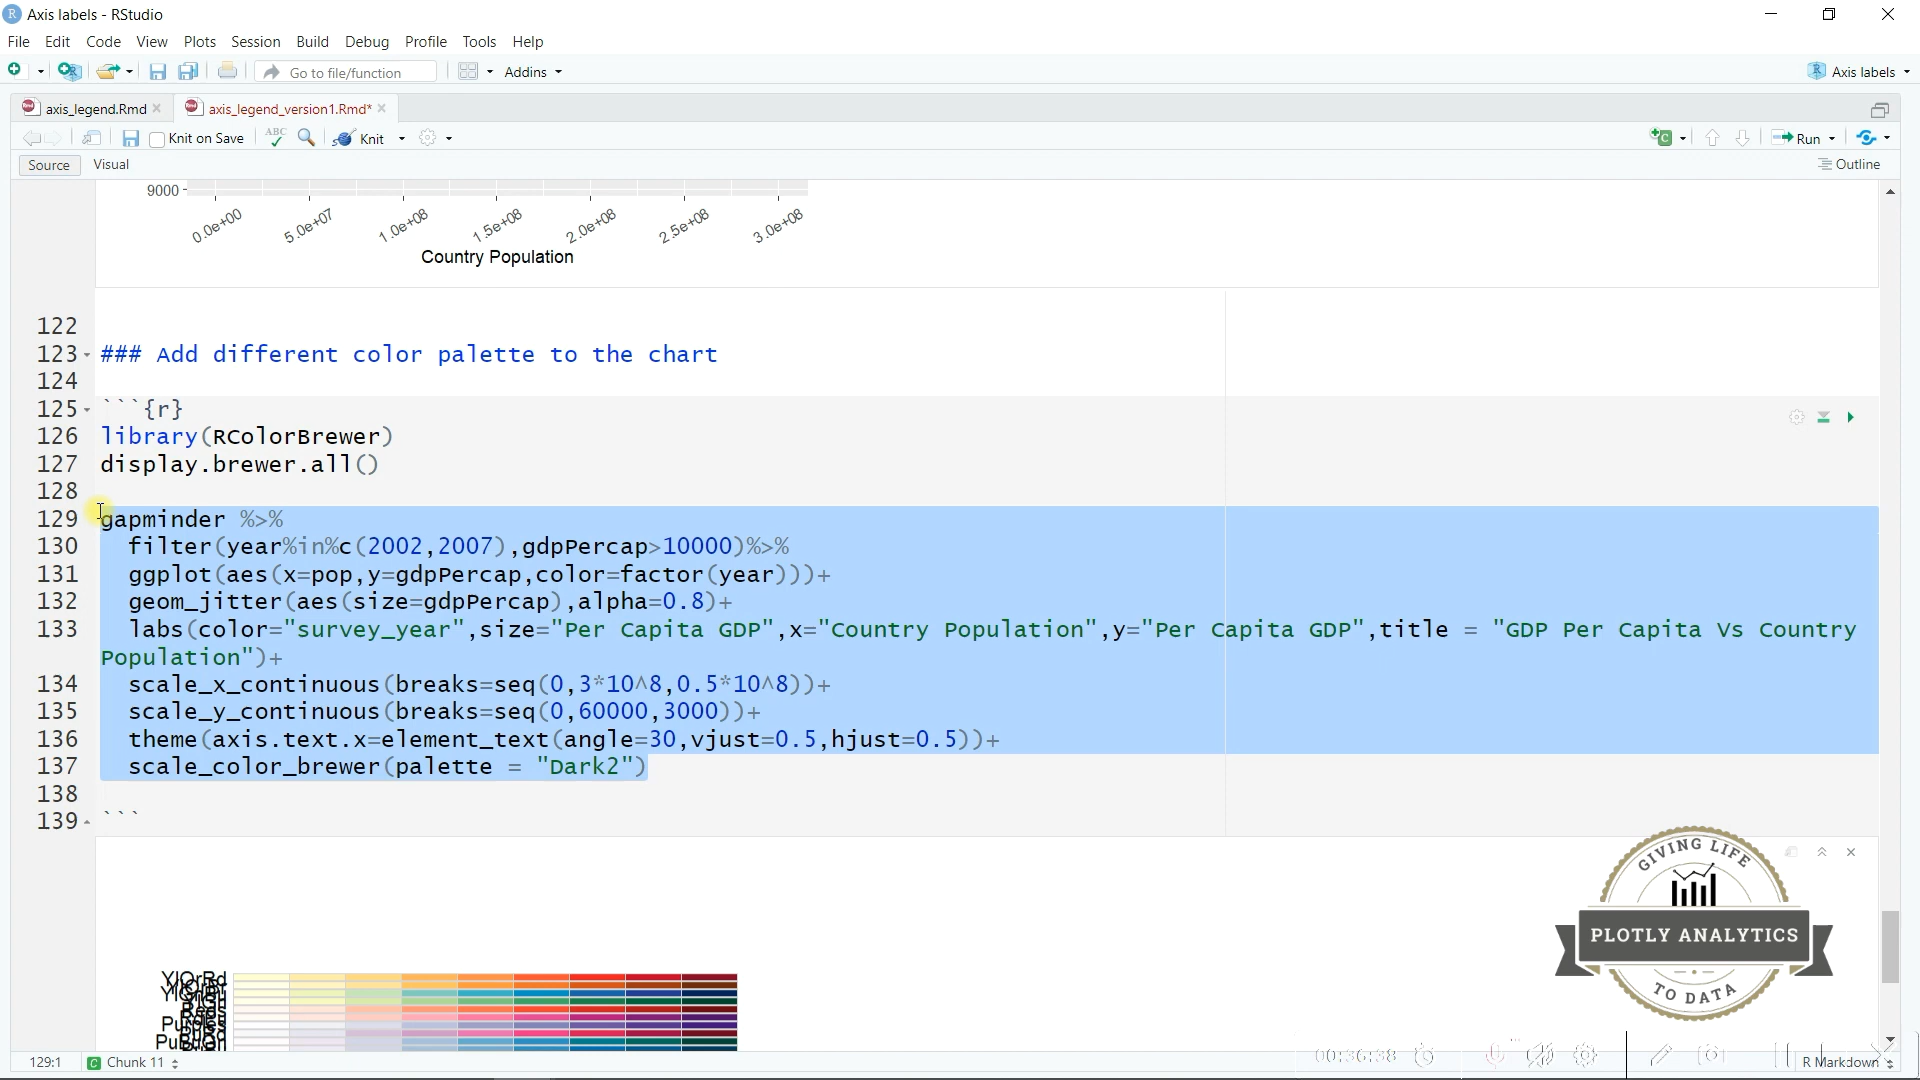 Axis labels - RStudio
File Edit Code View Plots Session Build Debug Profile Tools Help
Go to file/function Addins Axis labels
axis_legend.Rmd axis_legend_version1.Rmd*
Knit on Save ABC Knit Run
Source Visual Outline
9000
0.0e+00 5.0e+07 1.0e+08 1.5e+08 2.0e+08 2.5e+08 3.0e+08
Country Population
122
123 ### Add different color palette to the chart
124
125 ```{r}
126 library(RColorBrewer)
127 display.brewer.all()
128
129 gapminder %>%
130 filter(year%in%c(2002,2007),gdpPercap>10000)%>%
131 ggplot(aes(x=pop,y=gdpPercap,color=factor(year)))+
132 geom_jitter(aes(size=gdpPercap),alpha=0.8)+
133 labs(color="survey_year",size="Per Capita GDP",x="Country Population",y="Per Capita GDP",title = "GDP Per Capita Vs Country
Population")+
134 scale_x_continuous(breaks=seq(0,3*10^8,0.5*10^8))+
135 scale_y_continuous(breaks=seq(0,60000,3000))+
136 theme(axis.text.x=element_text(angle=30,vjust=0.5,hjust=0.5))+
137 scale_color_brewer(palette = "Dark2")
138
139 ```
GIVING LIFE
PLOTLY ANALYTICS
TO DATA
YlOrRd
00:36:38
129:1 Chunk 11 R Markdown